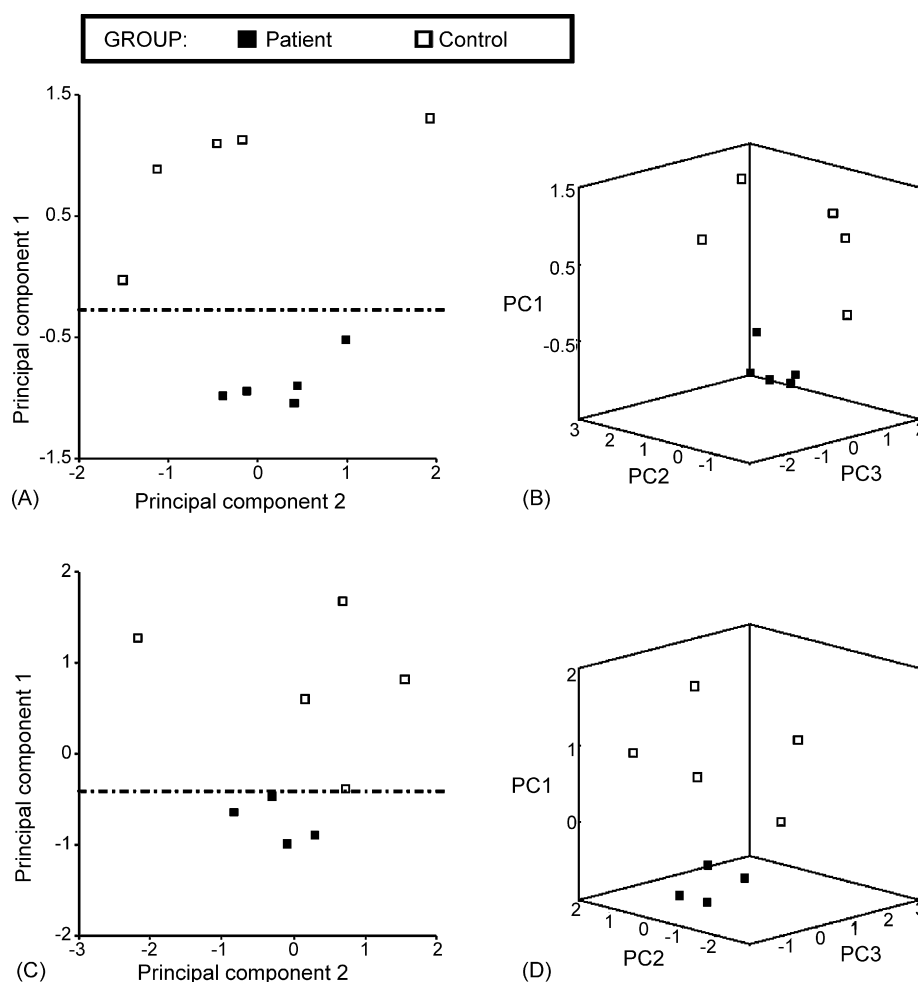 GROUP: Patient Control
1.5
0.5
-0.5
-1.5
-2 -1 0 1 2
Principal component 1
Principal component 2
(A)
1.5
0.5
-0.5
PC1
3 2 1 0 -1
PC2
-2 -1 0 1 2
PC3
(B)
2
1
0
-1
-2
-3 -2 -1 0 1 2
Principal component 1
Principal component 2
(C)
2
1
0
PC1
2 1 0 -1 -2
PC2
-1 0 1 2 3
PC3
(D)